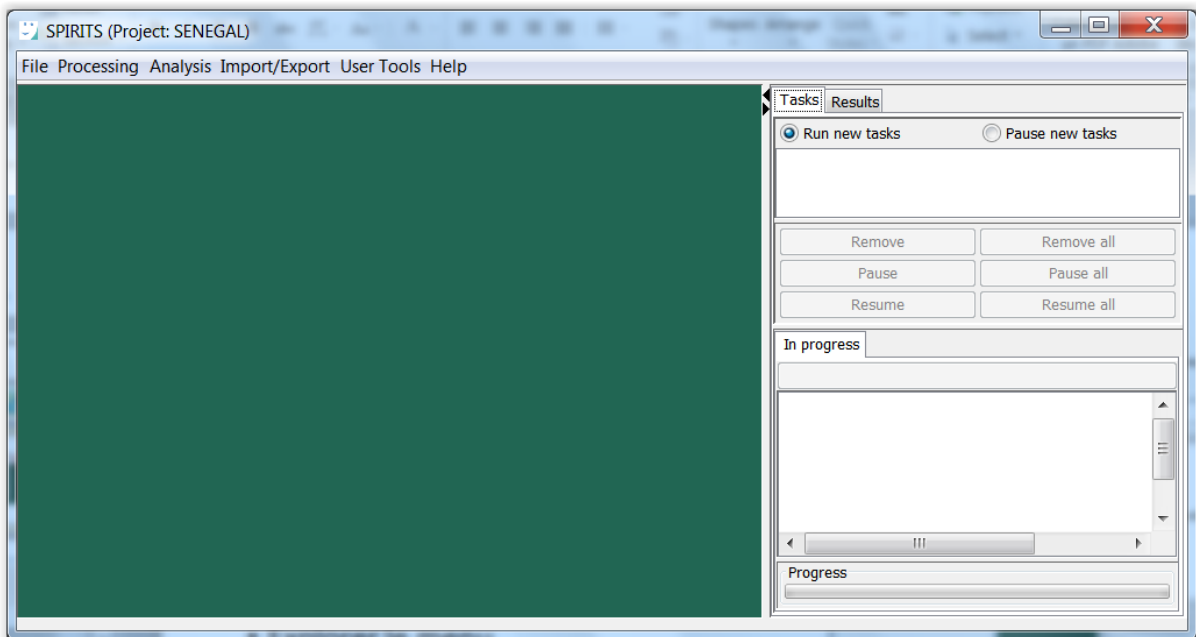 SPIRITS (Project: SENEGAL)
File Processing Analysis Import/Export User Tools Help
Tasks Results
Run new tasks Pause new tasks
Remove Remove all
Pause Pause all
Resume Resume all
In progress
Progress